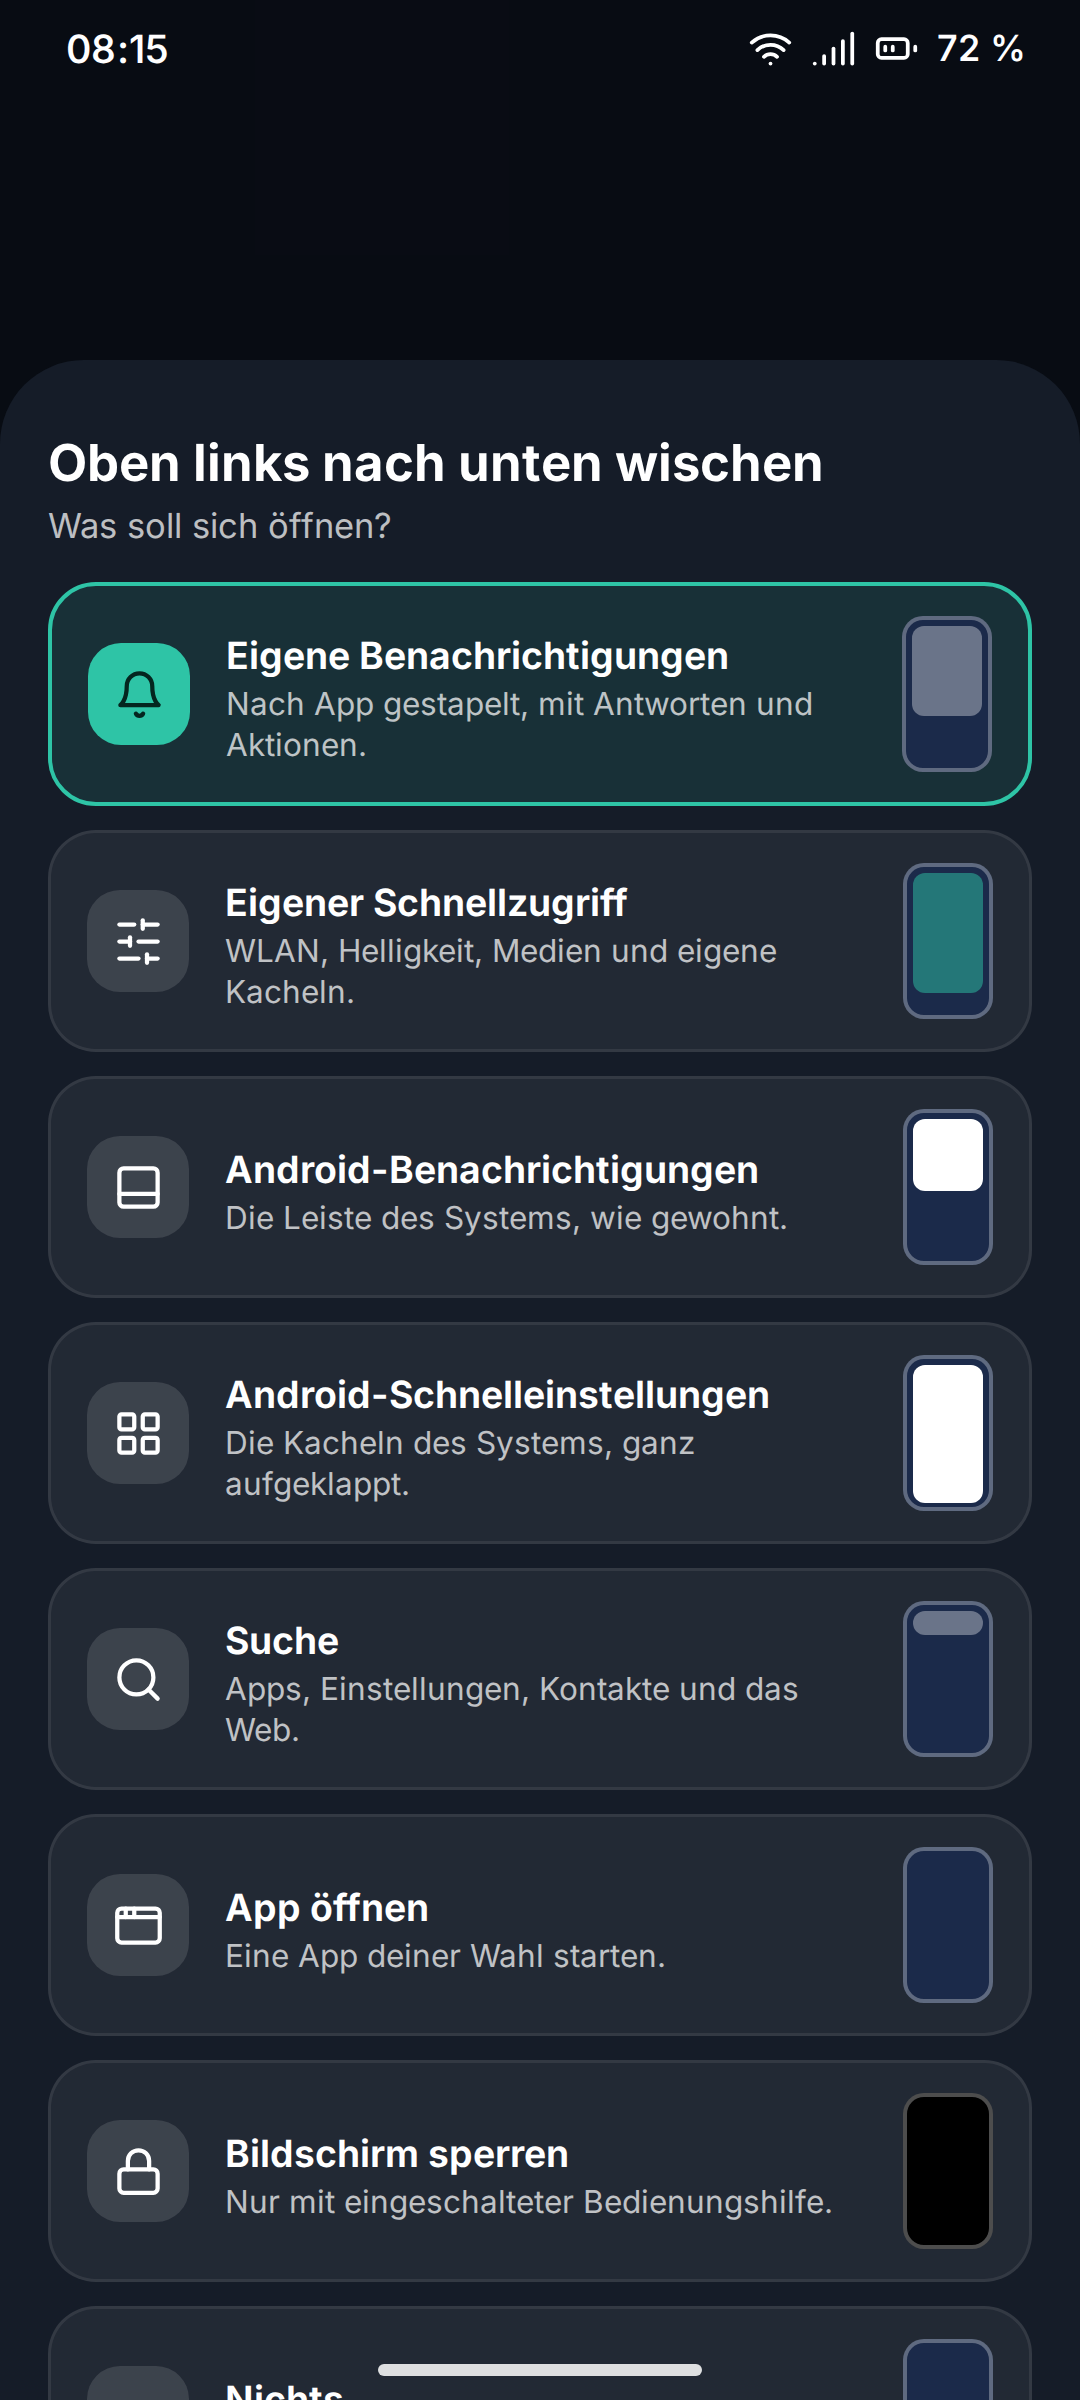 08:15
72 %
Oben links nach unten wischen
Was soll sich öffnen?
Eigene Benachrichtigungen
Nach App gestapelt, mit Antworten und
Aktionen.
Eigener Schnellzugriff
WLAN, Helligkeit, Medien und eigene
Kacheln.
Android-Benachrichtigungen
Die Leiste des Systems, wie gewohnt.
Android-Schnelleinstellungen
Die Kacheln des Systems, ganz
aufgeklappt.
Suche
Apps, Einstellungen, Kontakte und das
Web.
App öffnen
Eine App deiner Wahl starten.
Bildschirm sperren
Nur mit eingeschalteter Bedienungshilfe.
Nichts